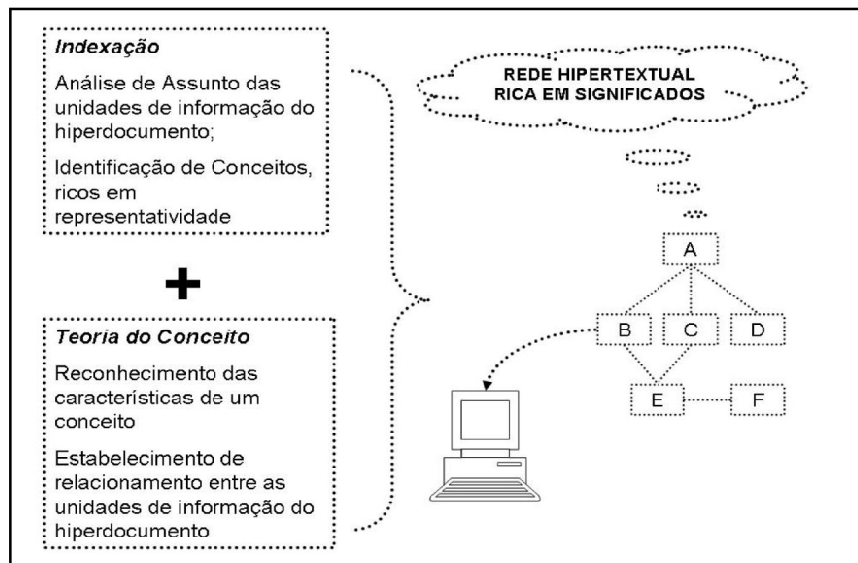 Indexação
Análise de Assunto das
unidades de informação do
hiperdocumento;
Identificação de Conceitos,
ricos em
representatividade
+
Teoria do Conceito
Reconhecimento das
características de um
conceito
Estabelecimento de
relacionamento entre as
unidades de informação do
hiperdocumento
REDE HIPERTEXTUAL
RICA EM SIGNIFICADOS
A
B C D
E F